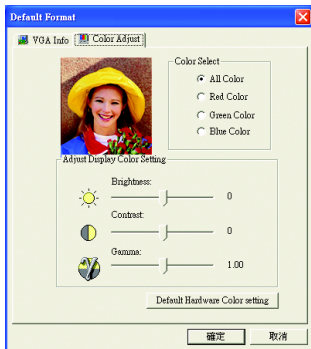 Default Format
VGA Info
Color Adjust
Color Select
All Color
Red Color
Green Color
Blue Color
Adjust Display Color Setting
Brightness:
0
Contrast:
0
Gamma:
1.00
Default Hardware Color setting
確定
取消